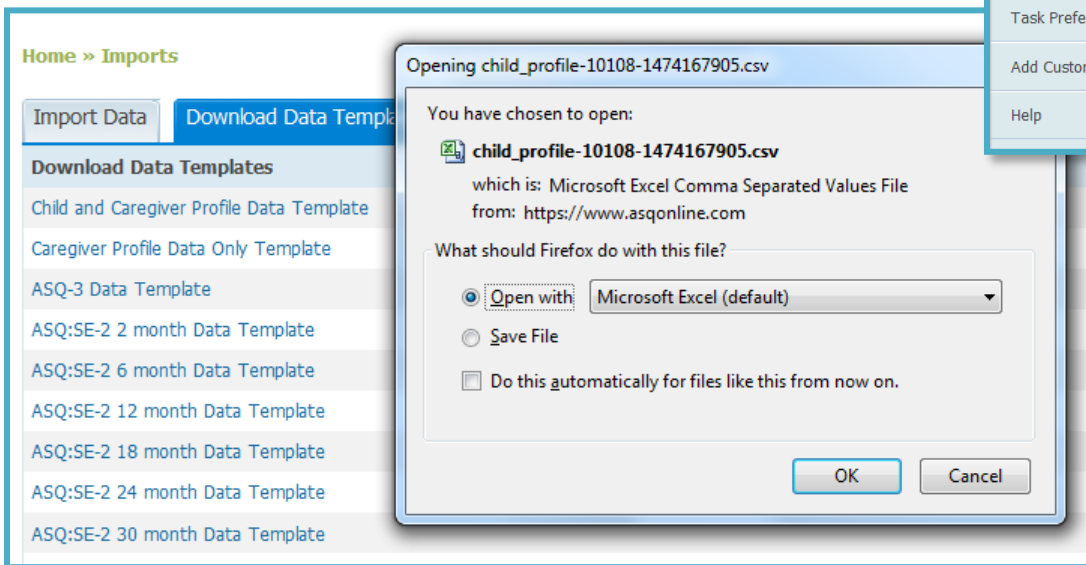 Home » Imports
Import Data
Download Data Templa
Download Data Templates
Child and Caregiver Profile Data Template
Caregiver Profile Data Only Template
ASQ-3 Data Template
ASQ:SE-2 2 month Data Template
ASQ:SE-2 6 month Data Template
ASQ:SE-2 12 month Data Template
ASQ:SE-2 18 month Data Template
ASQ:SE-2 24 month Data Template
ASQ:SE-2 30 month Data Template
Opening child_profile-10108-1474167905.csv
You have chosen to open:
child_profile-10108-1474167905.csv
which is: Microsoft Excel Comma Separated Values File
from: https://www.asqonline.com
What should Firefox do with this file?
Open with
Microsoft Excel (default)
Save File
Do this automatically for files like this from now on.
OK
Cancel
Task Prefe
Add Custo
Help